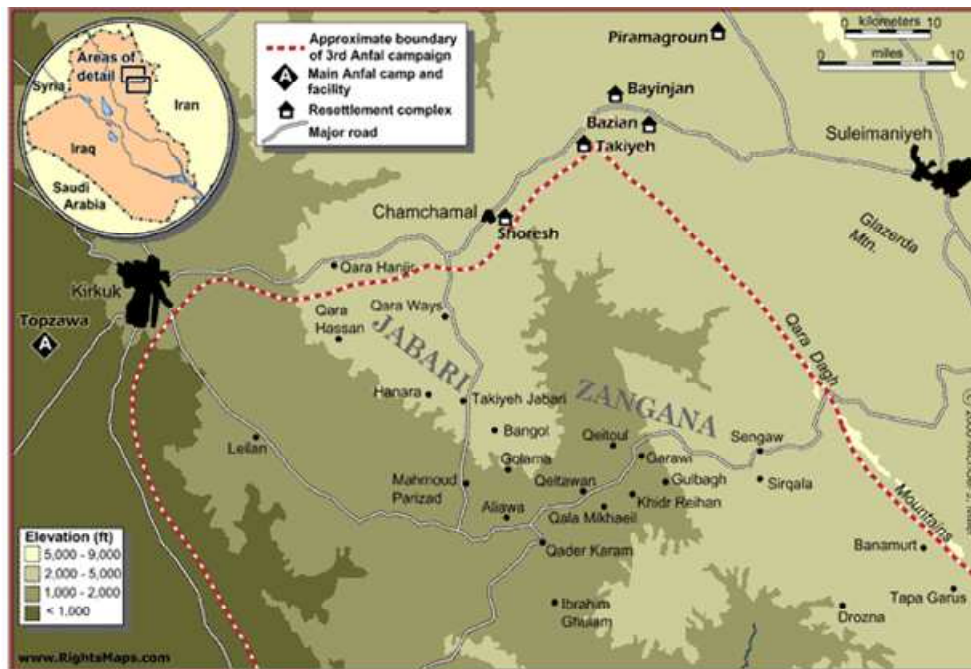 Areas of
detail
Syria
Iran
Iraq
Saudi
Arabia
Approximate boundary
of 3rd Anfal campaign
A
Main Anfal camp and
facility
Resettlement complex
Major road
10 kilometers 10
10 miles 10
Piramagroun
Bayinjan
Bazian
Takiyeh
Suleimaniyeh
Chamchamal
Shoresh
Glazerda
Mtn.
Qara Hanjir
Kirkuk
Topzawa
A
Qara
Hassan
Qara Ways
JABARI
Qara Dagh
Mountains
ZANGANA
Hanara
Takiyeh Jabari
Bangol
Qeitoul
Sengaw
Leilan
Golama
Garawi
Mahmoud
Parizad
Qeitawan
Gulbagh
Sirqala
Aliawa
Khidr Reihan
Qala Mikhaeil
Qader Karam
Banamurt
Ibrahim
Ghulam
Tapa Garus
Drozna
Elevation (ft)
5,000 - 9,000
2,000 - 5,000
1,000 - 2,000
< 1,000
www.RightsMaps.com